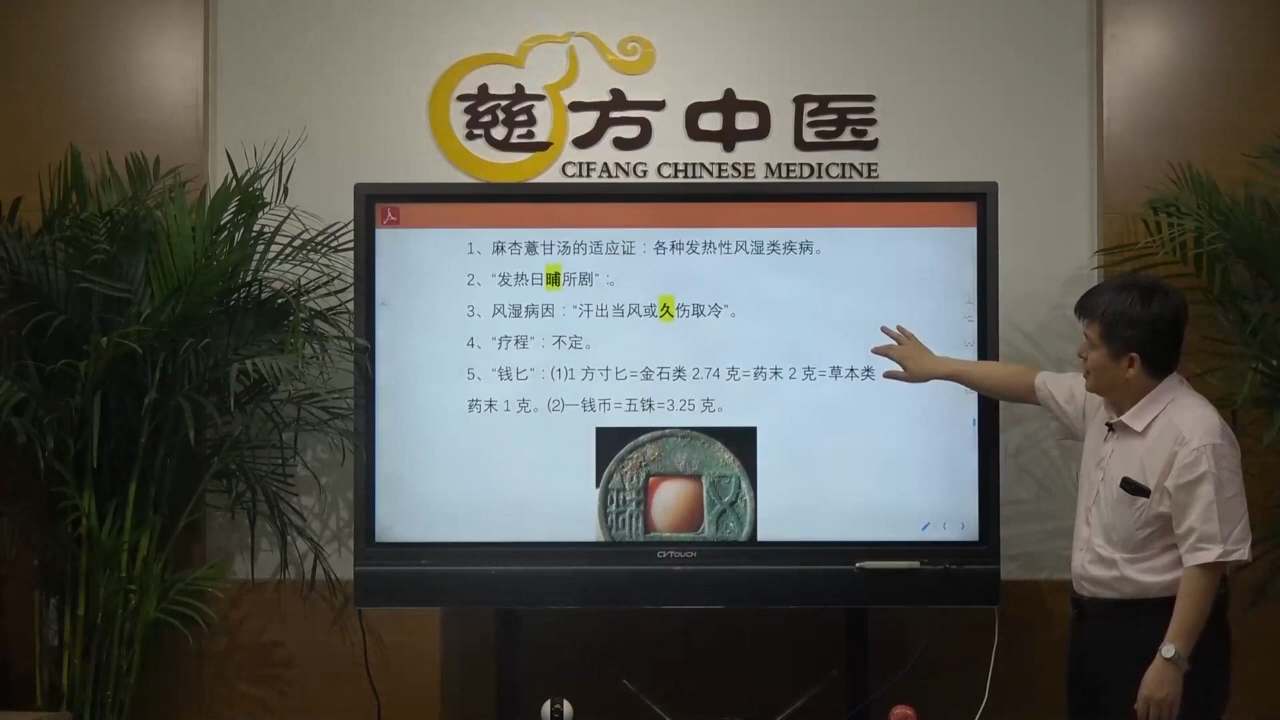 慈方中医
CIFANG CHINESE MEDICINE
1、麻杏薏甘汤的适应证：各种发热性风湿类疾病。
2、“发热日晡所剧”：。
3、风湿病因：“汗出当风或久伤取冷”。
4、“疗程”：不定。
5、“钱匕”：⑴1 方寸匕=金石类 2.74 克=药末 2 克=草本类
药末 1 克。⑵一钱币=五铢=3.25 克。
CVTOUCH